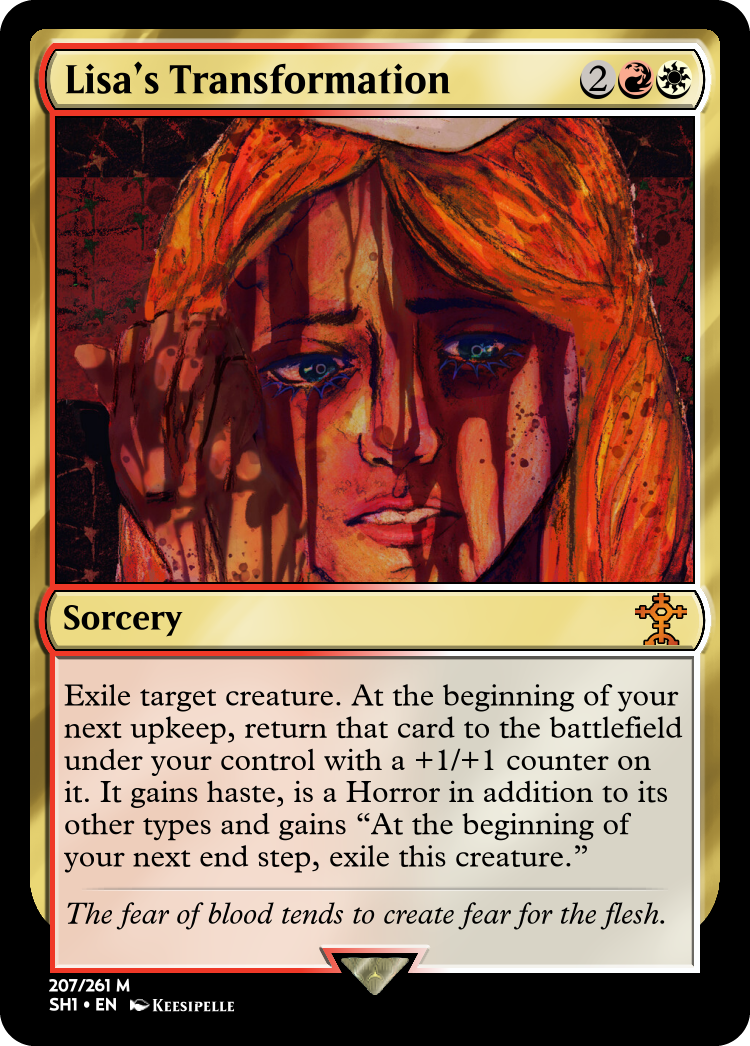 Lisa's Transformation 2
Sorcery
Exile target creature. At the beginning of your
next upkeep, return that card to the battlefield
under your control with a +1/+1 counter on
it. It gains haste, is a Horror in addition to its
other types and gains “At the beginning of
your next end step, exile this creature.”
The fear of blood tends to create fear for the flesh.
207/261 M
SH1 • EN Keesipelle